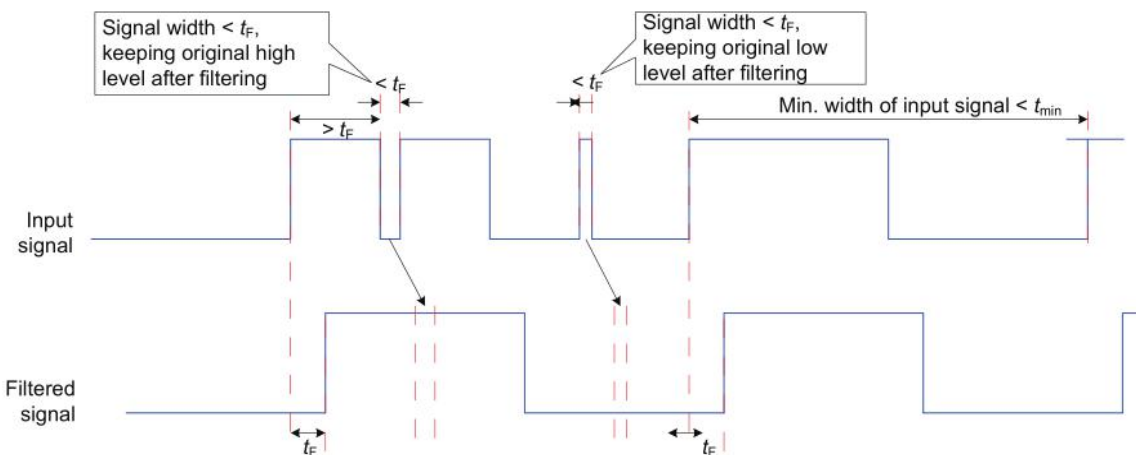 Signal width < tF,
keeping original high
level after filtering
Signal width < tF,
keeping original low
level after filtering
< tF
< tF
> tF
Min. width of input signal < tmin
Input
signal
Filtered
signal
tF
tF